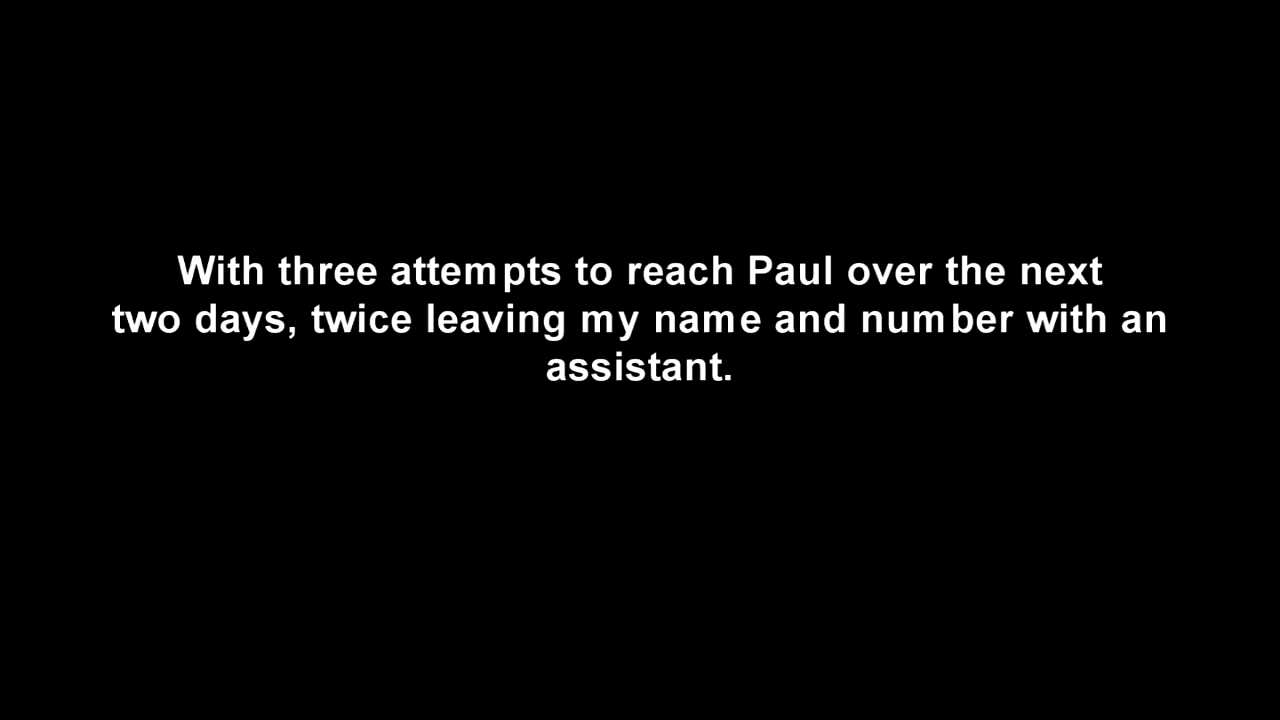 With three attempts to reach Paul over the next
two days, twice leaving my name and number with an
assistant.